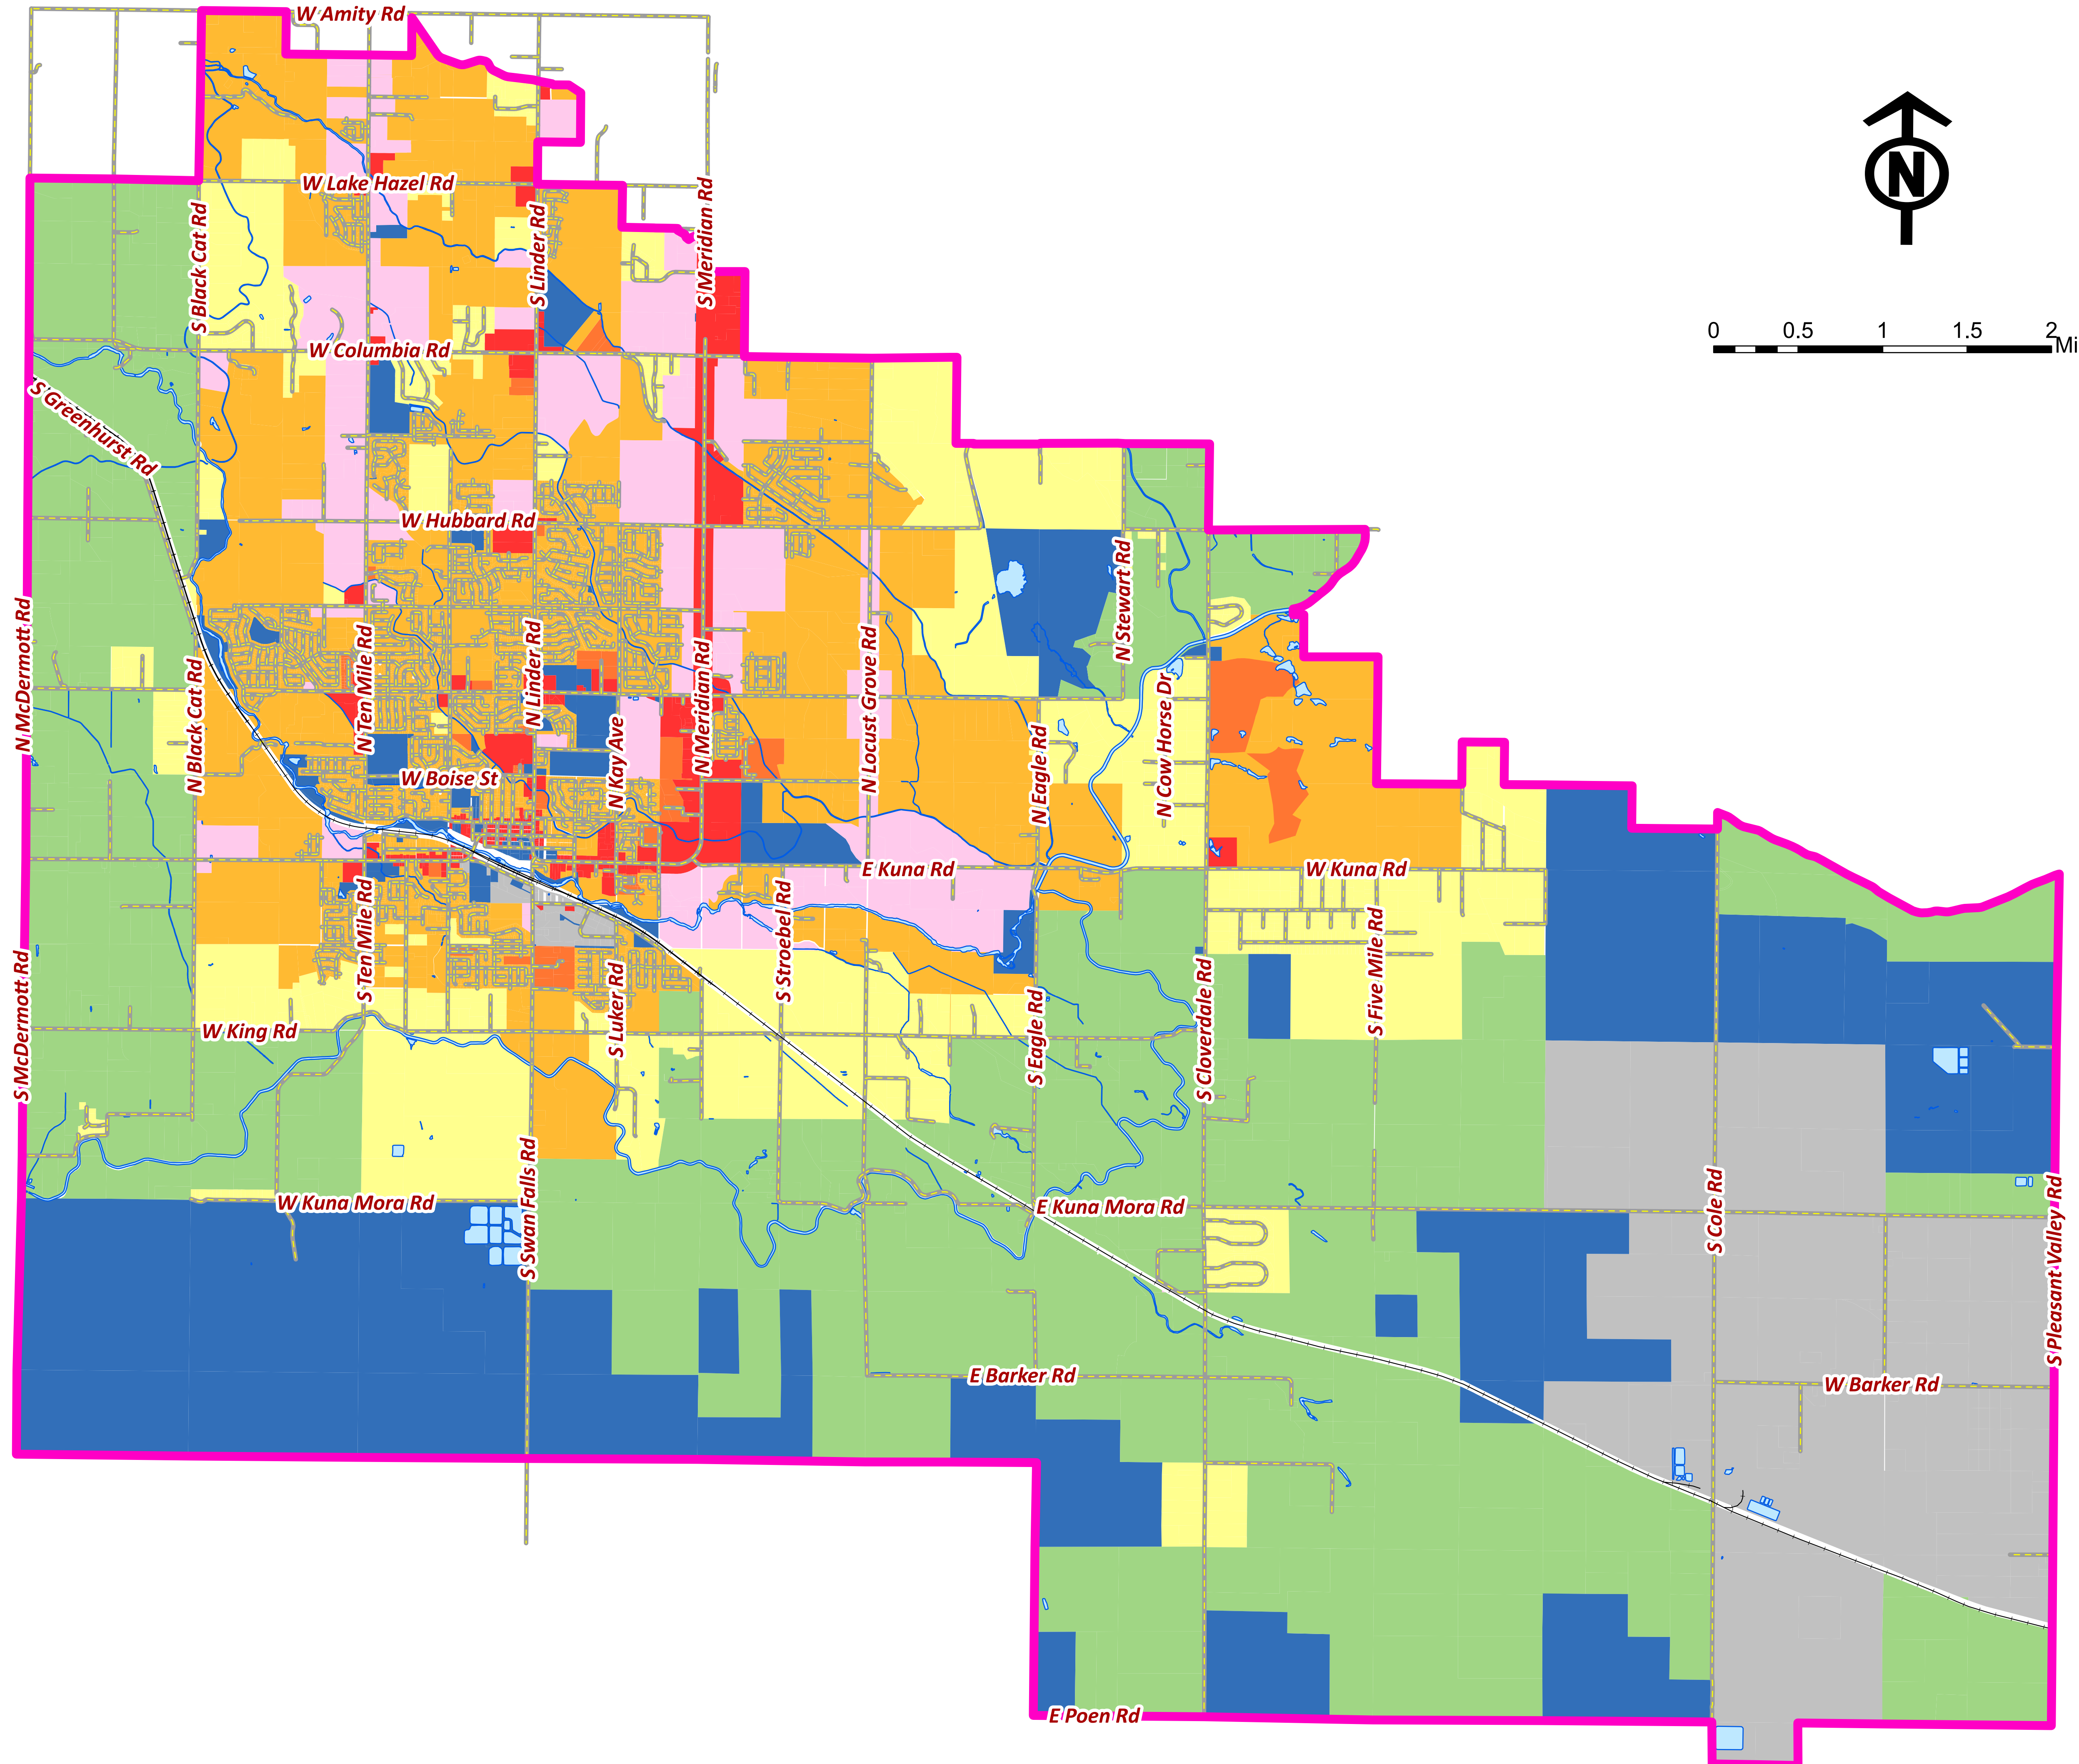 W Amity Rd
N
W Lake Hazel Rd
S Black Cat Rd
S Linder Rd
S Meridian Rd
0 0.5 1 1.5 2
Mi
W Columbia Rd
S Greenhurst Rd
W Hubbard Rd
N Stewart Rd
N McDermott Rd
N Black Cat Rd
N Ten Mile Rd
N Linder Rd
N Kay Ave
N Meridian Rd
N Locust Grove Rd
N Eagle Rd
N Cow Horse Dr
W Boise St
E Kuna Rd
W Kuna Rd
S McDermott Rd
S Ten Mile Rd
S Luker Rd
S Stroebel Rd
S Eagle Rd
S Cloverdale Rd
S Five Mile Rd
W King Rd
S Swan Falls Rd
W Kuna Mora Rd
E Kuna Mora Rd
S Cole Rd
S Pleasant Valley Rd
E Barker Rd
W Barker Rd
E Poen Rd